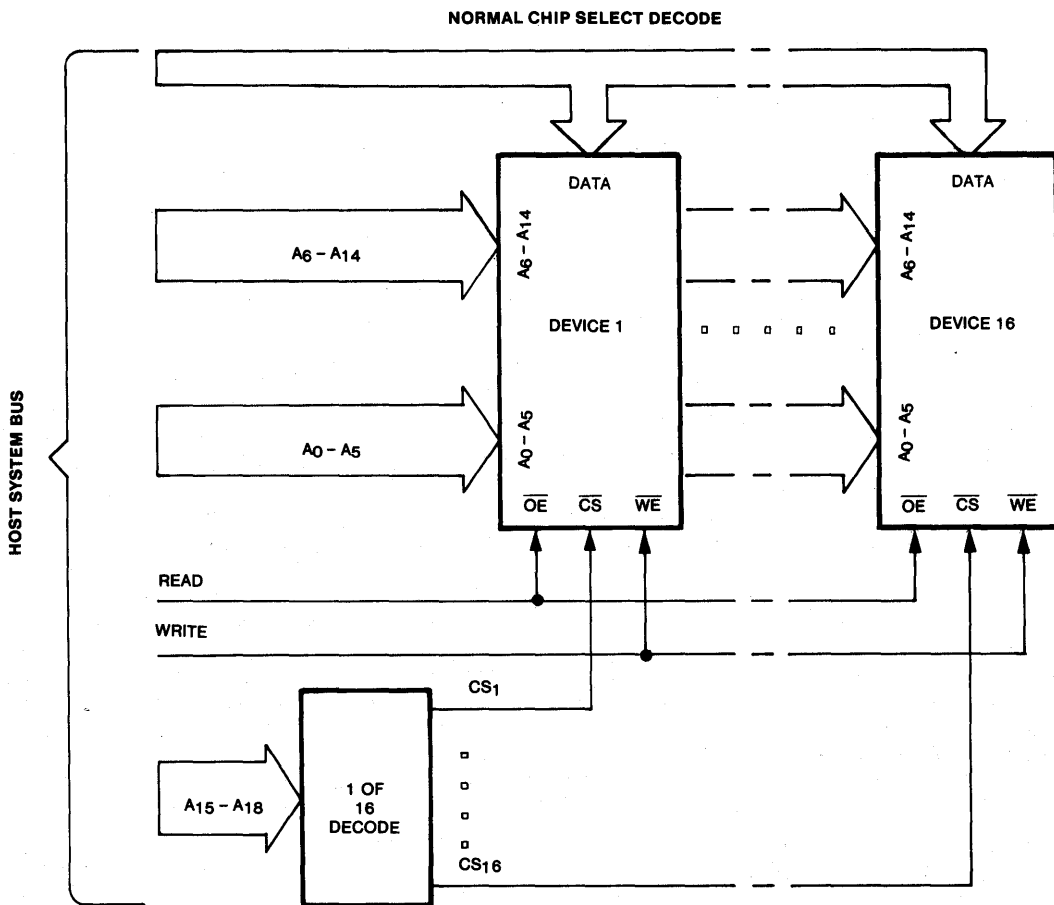 NORMAL CHIP SELECT DECODE
HOST SYSTEM BUS
DATA
A6 – A14
A6 – A14
DEVICE 1
A0 – A5
A0 – A5
OE CS WE
DATA
A6 – A14
DEVICE 16
A0 – A5
OE CS WE
READ
WRITE
CS1
A15 – A18
1 OF
16
DECODE
CS16